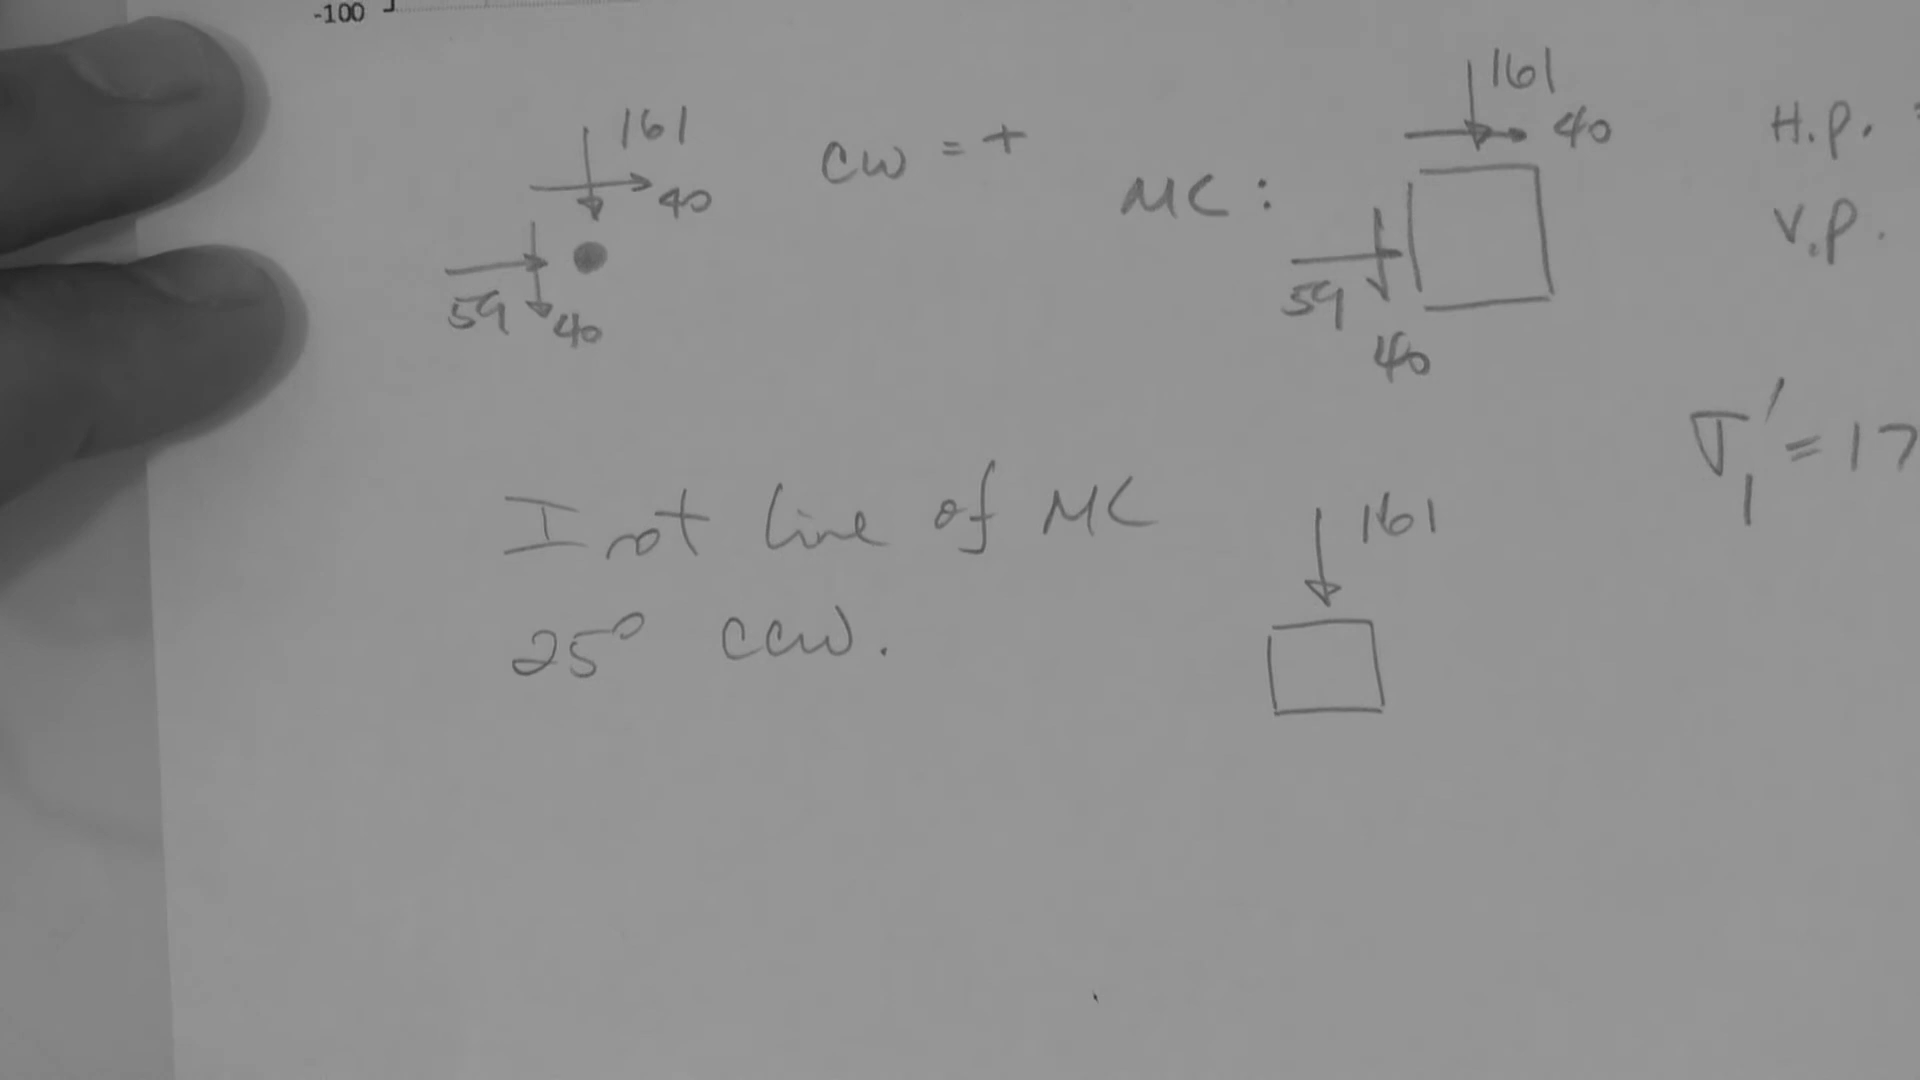 -100
161
40
59
40
CW = +
MC:
161
40
59
40
H.P.
V.P.
I rot line of MC
25° CCW.
161
σ₁' = 17